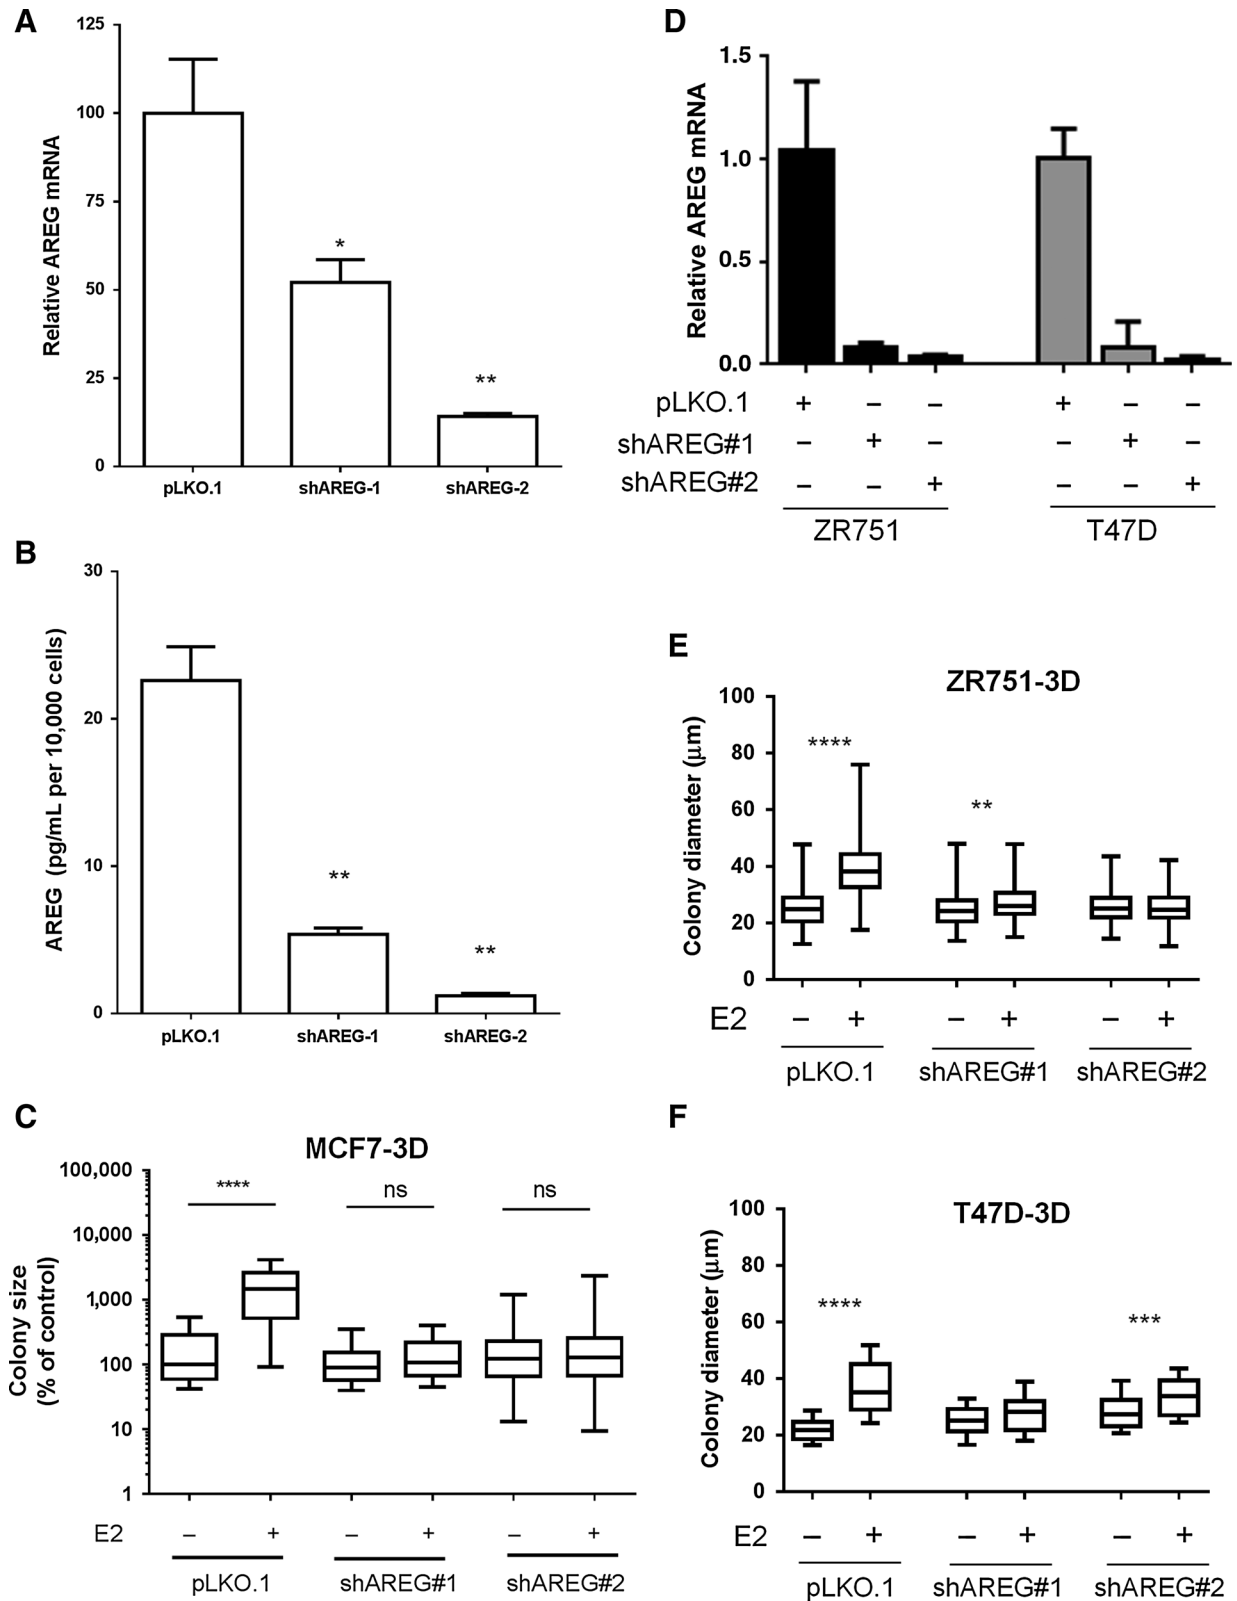 A
125
100
75
50
25
0
Relative AREG mRNA
*
**
pLKO.1 shAREG-1 shAREG-2
B
30
20
10
0
AREG (pg/mL per 10,000 cells)
**
**
pLKO.1 shAREG-1 shAREG-2
C
MCF7-3D
100,000
10,000
1,000
100
10
1
Colony size
(% of control)
**** ns ns
E2 – + – + – +
pLKO.1 shAREG#1 shAREG#2
D
1.5
1.0
0.5
0.0
Relative AREG mRNA
pLKO.1 + – – + – –
shAREG#1 – + – – + –
shAREG#2 – – + – – +
ZR751 T47D
E
ZR751-3D
100
80
60
40
20
0
Colony diameter (μm)
****
**
E2 – + – + – +
pLKO.1 shAREG#1 shAREG#2
F
T47D-3D
100
80
60
40
20
0
Colony diameter (μm)
****
***
E2 – + – + – +
pLKO.1 shAREG#1 shAREG#2